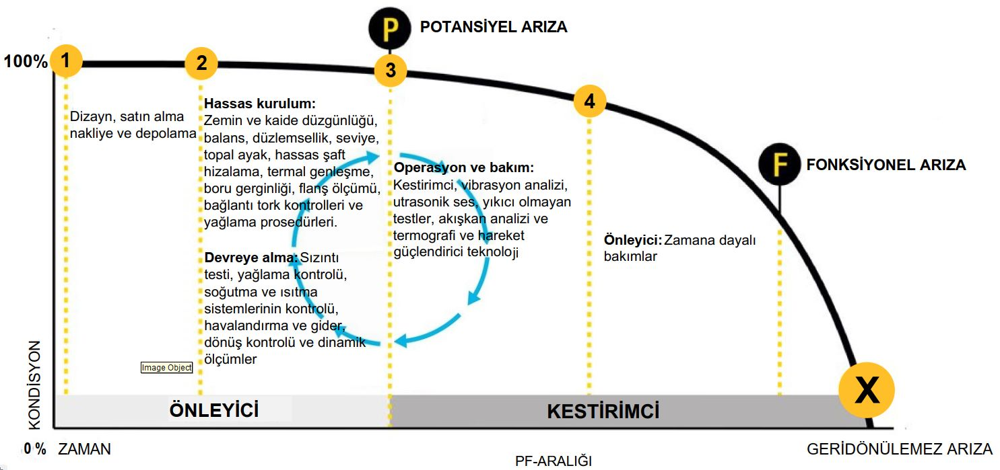 P
POTANSİYEL ARIZA
100%
1
2
3
4
Dizayn, satın alma
nakliye ve depolama
Hassas kurulum:
Zemin ve kaide düzgünlüğü,
balans, düzlemsellik, seviye,
topal ayak, hassas şaft
hizalama, termal genleşme,
boru gerginliği, flanş ölçümü,
bağlantı tork kontrolleri ve
yağlama prosedürleri.
Devreye alma: Sızıntı
testi, yağlama kontrolü,
soğutma ve ısıtma
sistemlerinin kontrolü,
havalandırma ve gider,
dönüş kontrolü ve dinamik
ölçümler
Operasyon ve bakım:
Kestirimci, vibrasyon analizi,
utrasonik ses, yıkıcı olmayan
testler, akışkan analizi ve
termografi ve hareket
güçlendirici teknoloji
Önleyici: Zamana dayalı
bakımlar
F
FONKSİYONEL ARIZA
Image Object
KONDİSYON
X
ÖNLEYİCİ
KESTİRİMCİ
0 %
ZAMAN
GERİDÖNÜLEMEZ ARIZA
PF-ARALIĞI